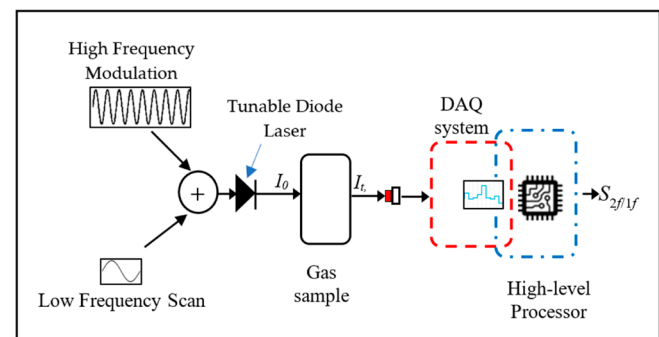 High Frequency
Modulation
Tunable Diode
Laser
DAQ
system
+
I0
It,
S2f/1f
Gas
sample
Low Frequency Scan
High-level
Processor